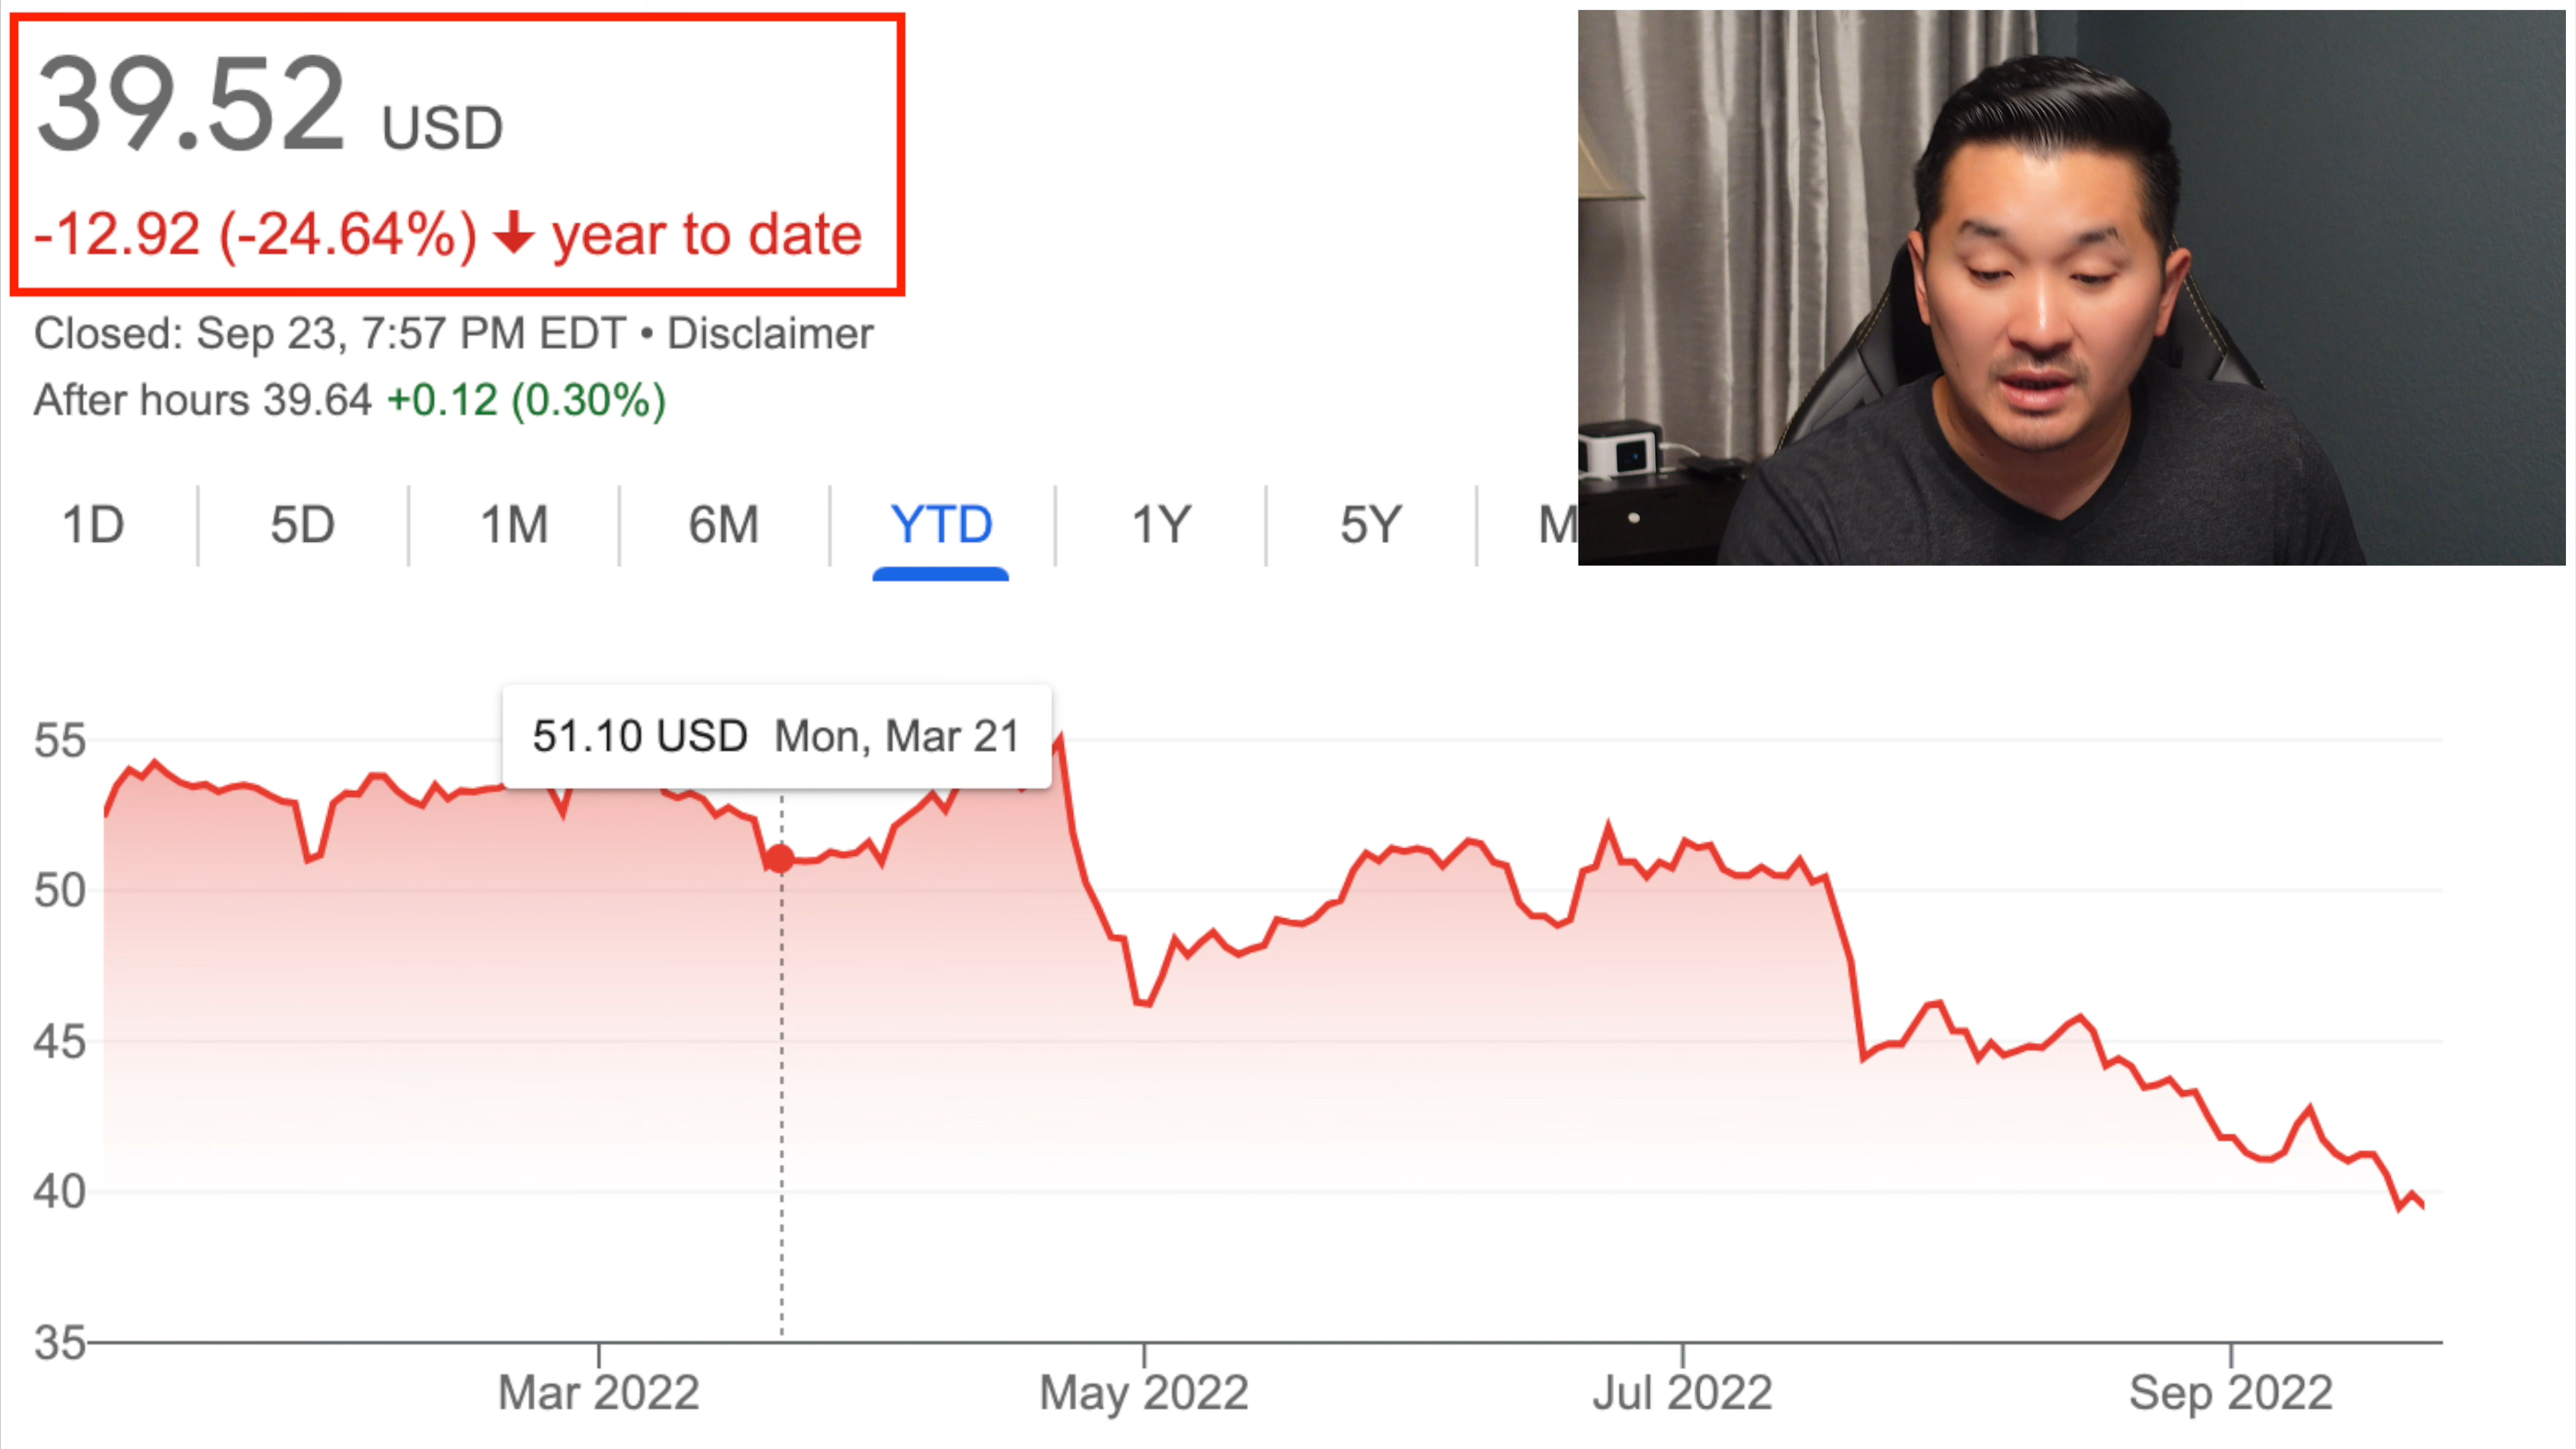 39.52 USD
-12.92 (-24.64%) ↓ year to date
Closed: Sep 23, 7:57 PM EDT • Disclaimer
After hours 39.64 +0.12 (0.30%)
1D 5D 1M 6M YTD 1Y 5Y M
51.10 USD Mon, Mar 21
55
50
45
40
35
Mar 2022 May 2022 Jul 2022 Sep 2022